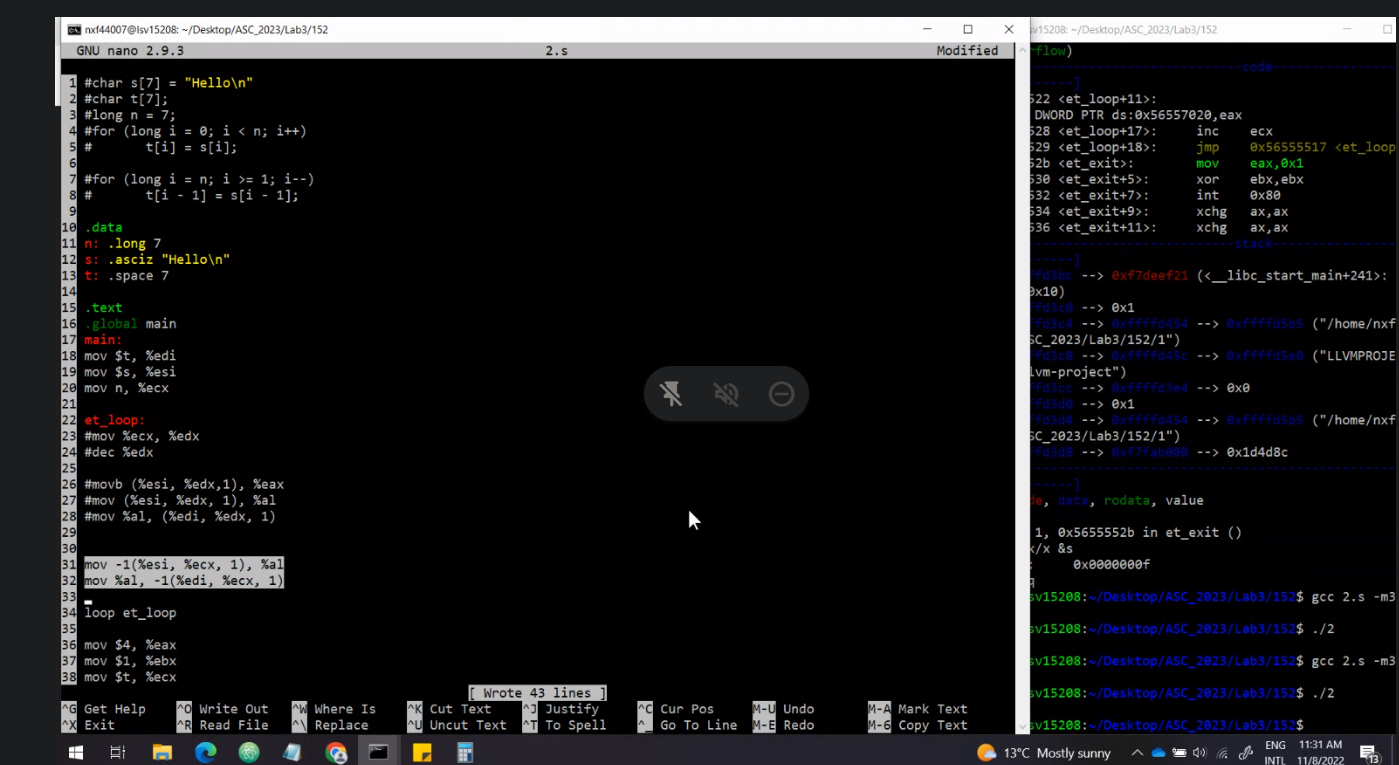 nxf44007@lsv15208: ~/Desktop/ASC_2023/Lab3/152
GNU nano 2.9.3 2.s Modified
1 #char s[7] = "Hello\n"
2 #char t[7];
3 #long n = 7;
4 #for (long i = 0; i < n; i++)
5 # t[i] = s[i];
6
7 #for (long i = n; i >= 1; i--)
8 # t[i - 1] = s[i - 1];
9
10 .data
11 n: .long 7
12 s: .asciz "Hello\n"
13 t: .space 7
14
15 .text
16 .global main
17 main:
18 mov $t, %edi
19 mov $s, %esi
20 mov n, %ecx
21
22 et_loop:
23 #mov %ecx, %edx
24 #dec %edx
25
26 #movb (%esi, %edx,1), %eax
27 #mov (%esi, %edx, 1), %al
28 #mov %al, (%edi, %edx, 1)
29
30
31 mov -1(%esi, %ecx, 1), %al
32 mov %al, -1(%edi, %ecx, 1)
33
34 loop et_loop
35
36 mov $4, %eax
37 mov $1, %ebx
38 mov $t, %ecx
[ Wrote 43 lines ]
^G Get Help ^O Write Out ^W Where Is ^K Cut Text ^J Justify ^C Cur Pos M-U Undo M-A Mark Text
^X Exit ^R Read File ^\ Replace ^U Uncut Text ^T To Spell ^_ Go To Line M-E Redo M-6 Copy Text
v15208: ~/Desktop/ASC_2023/Lab3/152
rflow)
code
]
522 <et_loop+11>:
DWORD PTR ds:0x56557020,eax
528 <et_loop+17>: inc ecx
529 <et_loop+18>: jmp 0x56555517 <et_loop
52b <et_exit>: mov eax,0x1
530 <et_exit+5>: xor ebx,ebx
532 <et_exit+7>: int 0x80
534 <et_exit+9>: xchg ax,ax
536 <et_exit+11>: xchg ax,ax
stack
]
ffd3bc --> 0xf7deef21 (<__libc_start_main+241>:
0x10)
ffd3c0 --> 0x1
ffd3c4 --> 0xffffd454 --> 0xffffd5b5 ("/home/nxf
SC_2023/Lab3/152/1")
ffd3c8 --> 0xffffd45c --> 0xffffd5e0 ("LLVMPROJE
lvm-project")
ffd3cc --> 0xffffd3e4 --> 0x0
ffd3d0 --> 0x1
ffd3d4 --> 0xffffd454 --> 0xffffd5b5 ("/home/nxf
SC_2023/Lab3/152/1")
ffd3d8 --> 0xf7fab000 --> 0x1d4d8c
]
de, data, rodata, value
1, 0x5655552b in et_exit ()
x/x &s
: 0x0000000f
q
sv15208:~/Desktop/ASC_2023/Lab3/152$ gcc 2.s -m3
sv15208:~/Desktop/ASC_2023/Lab3/152$ ./2
sv15208:~/Desktop/ASC_2023/Lab3/152$ gcc 2.s -m3
sv15208:~/Desktop/ASC_2023/Lab3/152$ ./2
sv15208:~/Desktop/ASC_2023/Lab3/152$
13°C Mostly sunny
ENG
INTL
11:31 AM
11/8/2022
13